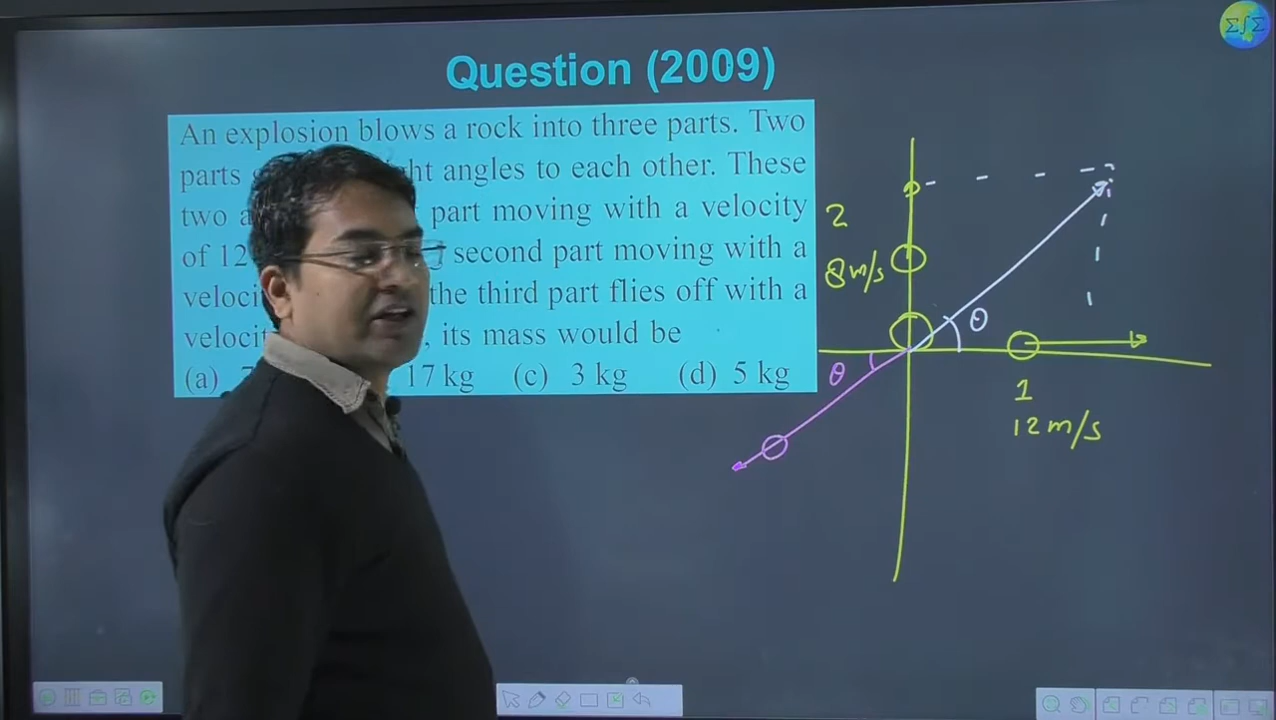 Question (2009)
An explosion blows a rock into three parts. Two
parts ht angles to each other. These
two a part moving with a velocity
of 12 second part moving with a
veloci the third part flies off with a
velocit , its mass would be
(a) 17 kg (c) 3 kg (d) 5 kg
2
8m/s
θ
θ
1
12m/s
Σ∫Σ